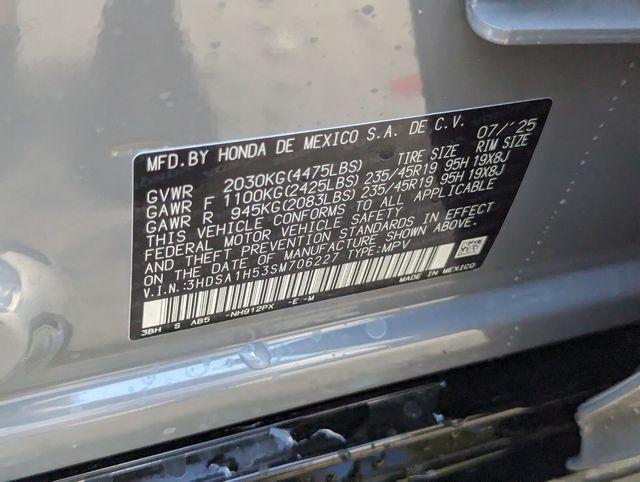 MFD.BY HONDA DE MEXICO S.A. DE C.V. 07/'25
GVWR 2030KG(4475LBS) TIRE SIZE RIM SIZE
GAWR F 1100KG(2425LBS) 235/45R19 95H 19X8J
GAWR R 945KG(2083LBS) 235/45R19 95H 19X8J
THIS VEHICLE CONFORMS TO ALL APPLICABLE
FEDERAL MOTOR VEHICLE SAFETY
AND THEFT PREVENTION STANDARDS IN EFFECT
ON THE DATE OF MANUFACTURE SHOWN ABOVE.
V.I.N.:3HDSA1H53SM706227 TYPE:MPV
MADE IN MEXICO
3BH S AB5 -NH912PX -E -M